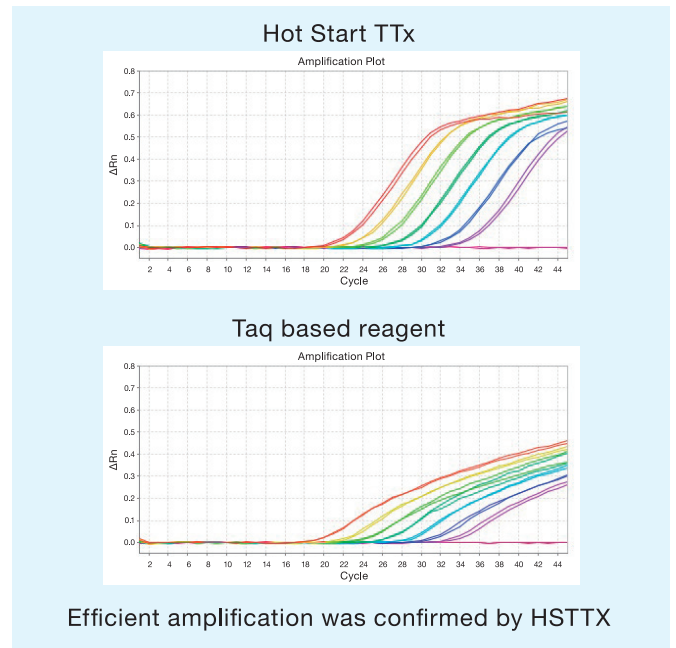 Hot Start TTx
Amplification Plot
0.8
0.7
0.6
0.5
0.4
0.3
0.2
0.1
0.0
ΔRn
2 4 6 8 10 12 14 16 18 20 22 24 26 28 30 32 34 36 38 40 42 44
Cycle
Taq based reagent
Amplification Plot
0.8
0.7
0.6
0.5
0.4
0.3
0.2
0.1
0.0
ΔRn
2 4 6 8 10 12 14 16 18 20 22 24 26 28 30 32 34 36 38 40 42 44
Cycle
Efficient amplification was confirmed by HSTTX